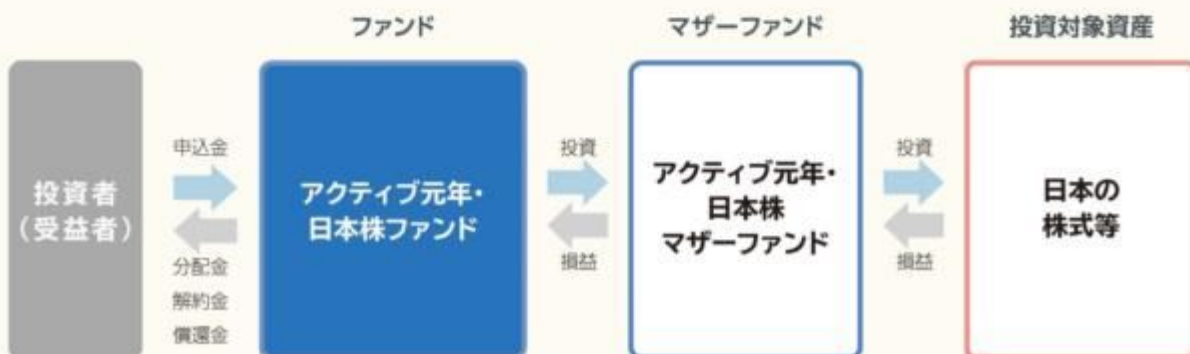 ファンド
マザーファンド
投資対象資産
投資者
(受益者)
申込金
分配金
解約金
償還金
アクティブ元年・
日本株ファンド
投資
損益
アクティブ元年・
日本株
マザーファンド
投資
損益
日本の
株式等